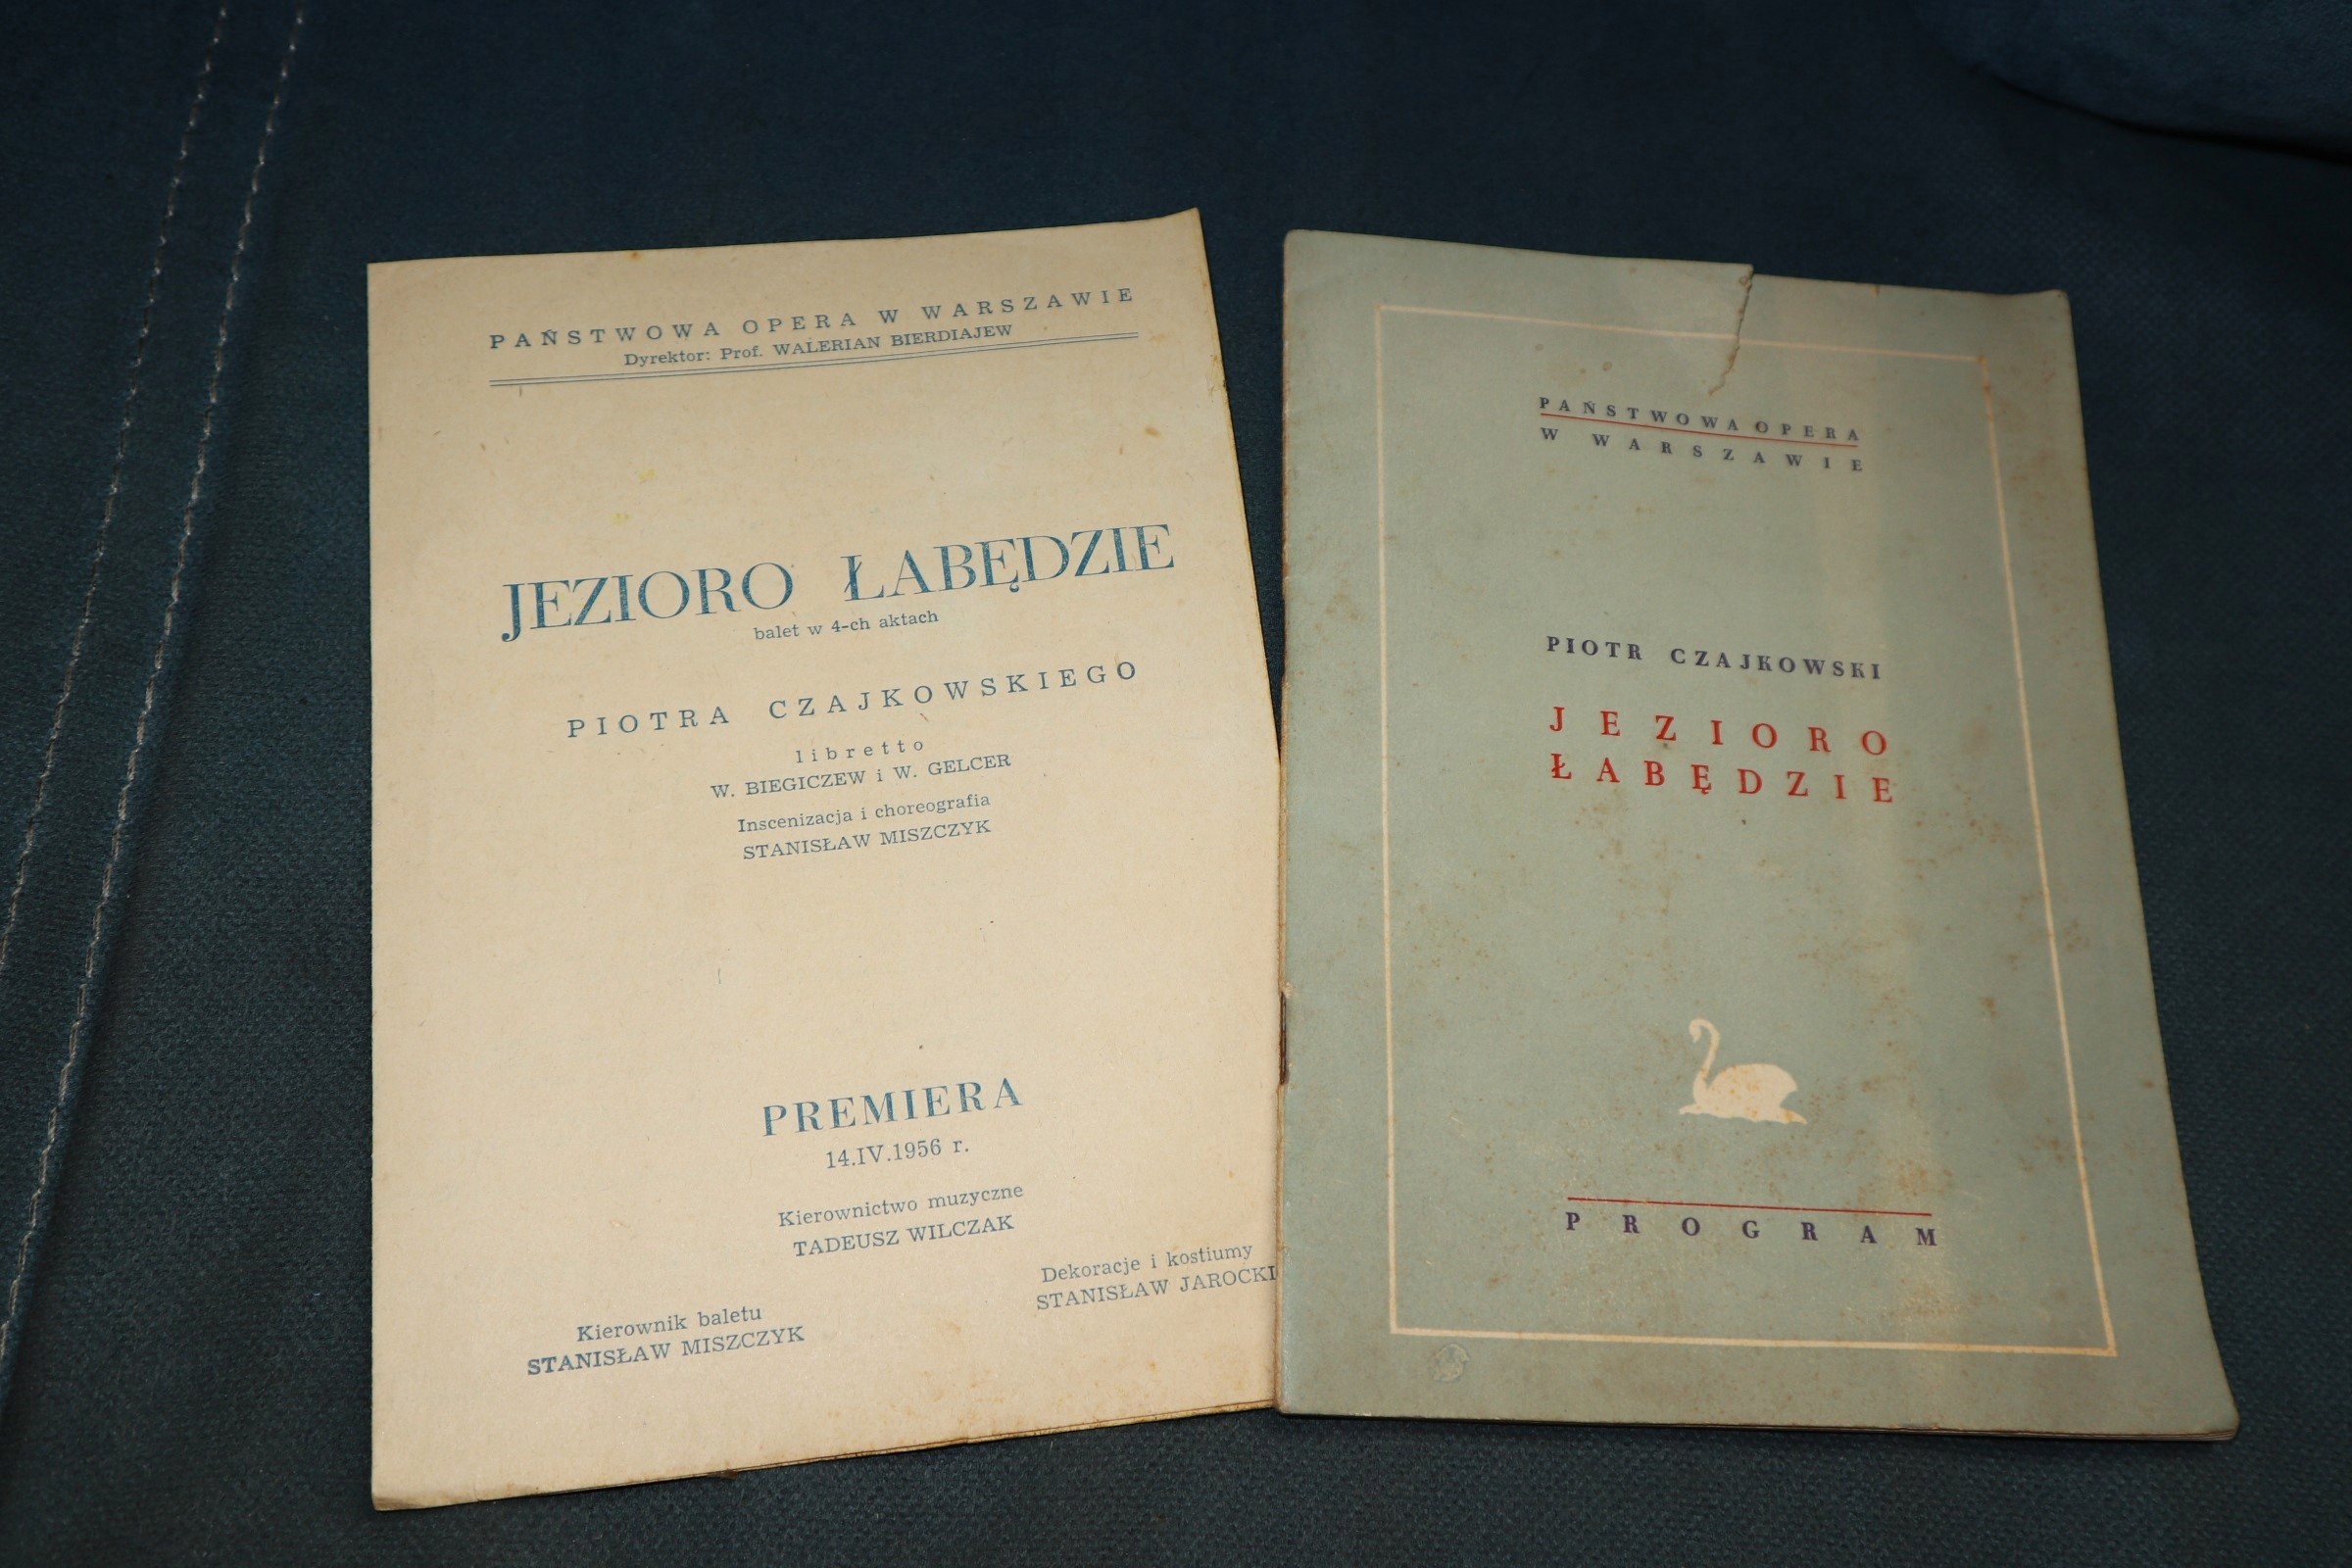 PAŃSTWOWA OPERA W WARSZAWIE
Dyrektor: Prof. WALERIAN BIERDIAJEW
JEZIORO ŁABĘDZIE
balet w 4-ch aktach
PIOTRA CZAJKOWSKIEGO
libretto
W. BIEGICZEW i W. GELCER
Inscenizacja i choreografia
STANISŁAW MISZCZYK
PREMIERA
14.IV.1956 r.
Kierownictwo muzyczne
TADEUSZ WILCZAK
Dekoracje i kostiumy
STANISŁAW JAROCKI
Kierownik baletu
STANISŁAW MISZCZYK
PAŃSTWOWA OPERA
W WARSZAWIE
PIOTR CZAJKOWSKI
JEZIORO
ŁABĘDZIE
PROGRAM